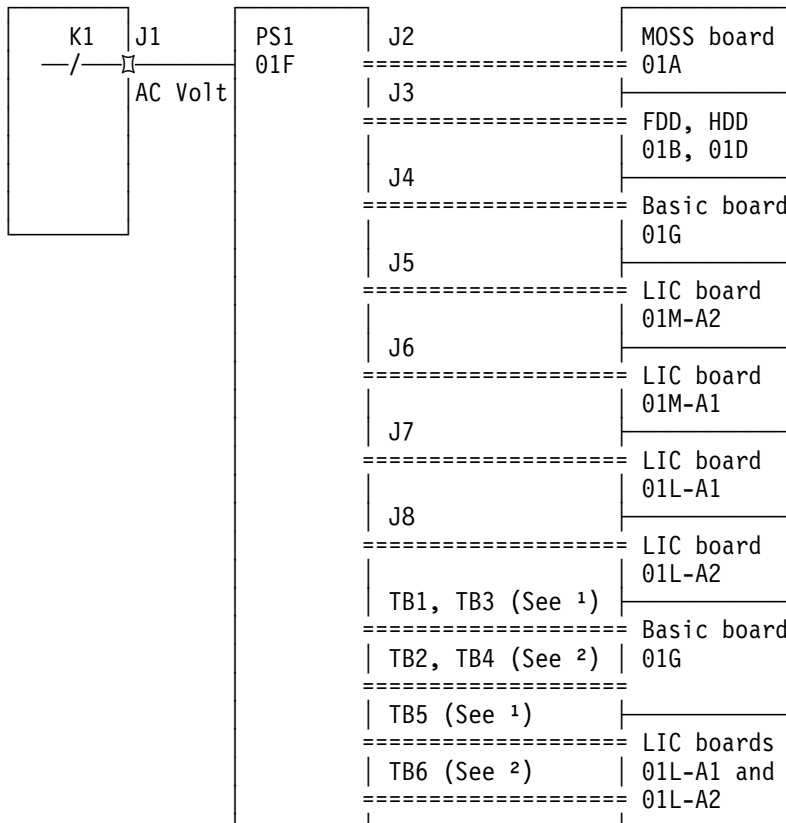 K1 J1 PS1 J2 MOSS board
01F 01A
AC Volt J3
FDD, HDD
01B, 01D
J4
Basic board
01G
J5
LIC board
01M-A2
J6
LIC board
01M-A1
J7
LIC board
01L-A1
J8
LIC board
01L-A2
TB1, TB3 (See ¹)
Basic board
TB2, TB4 (See ²) 01G
TB5 (See ¹)
LIC boards
TB6 (See ²) 01L-A1 and
01L-A2